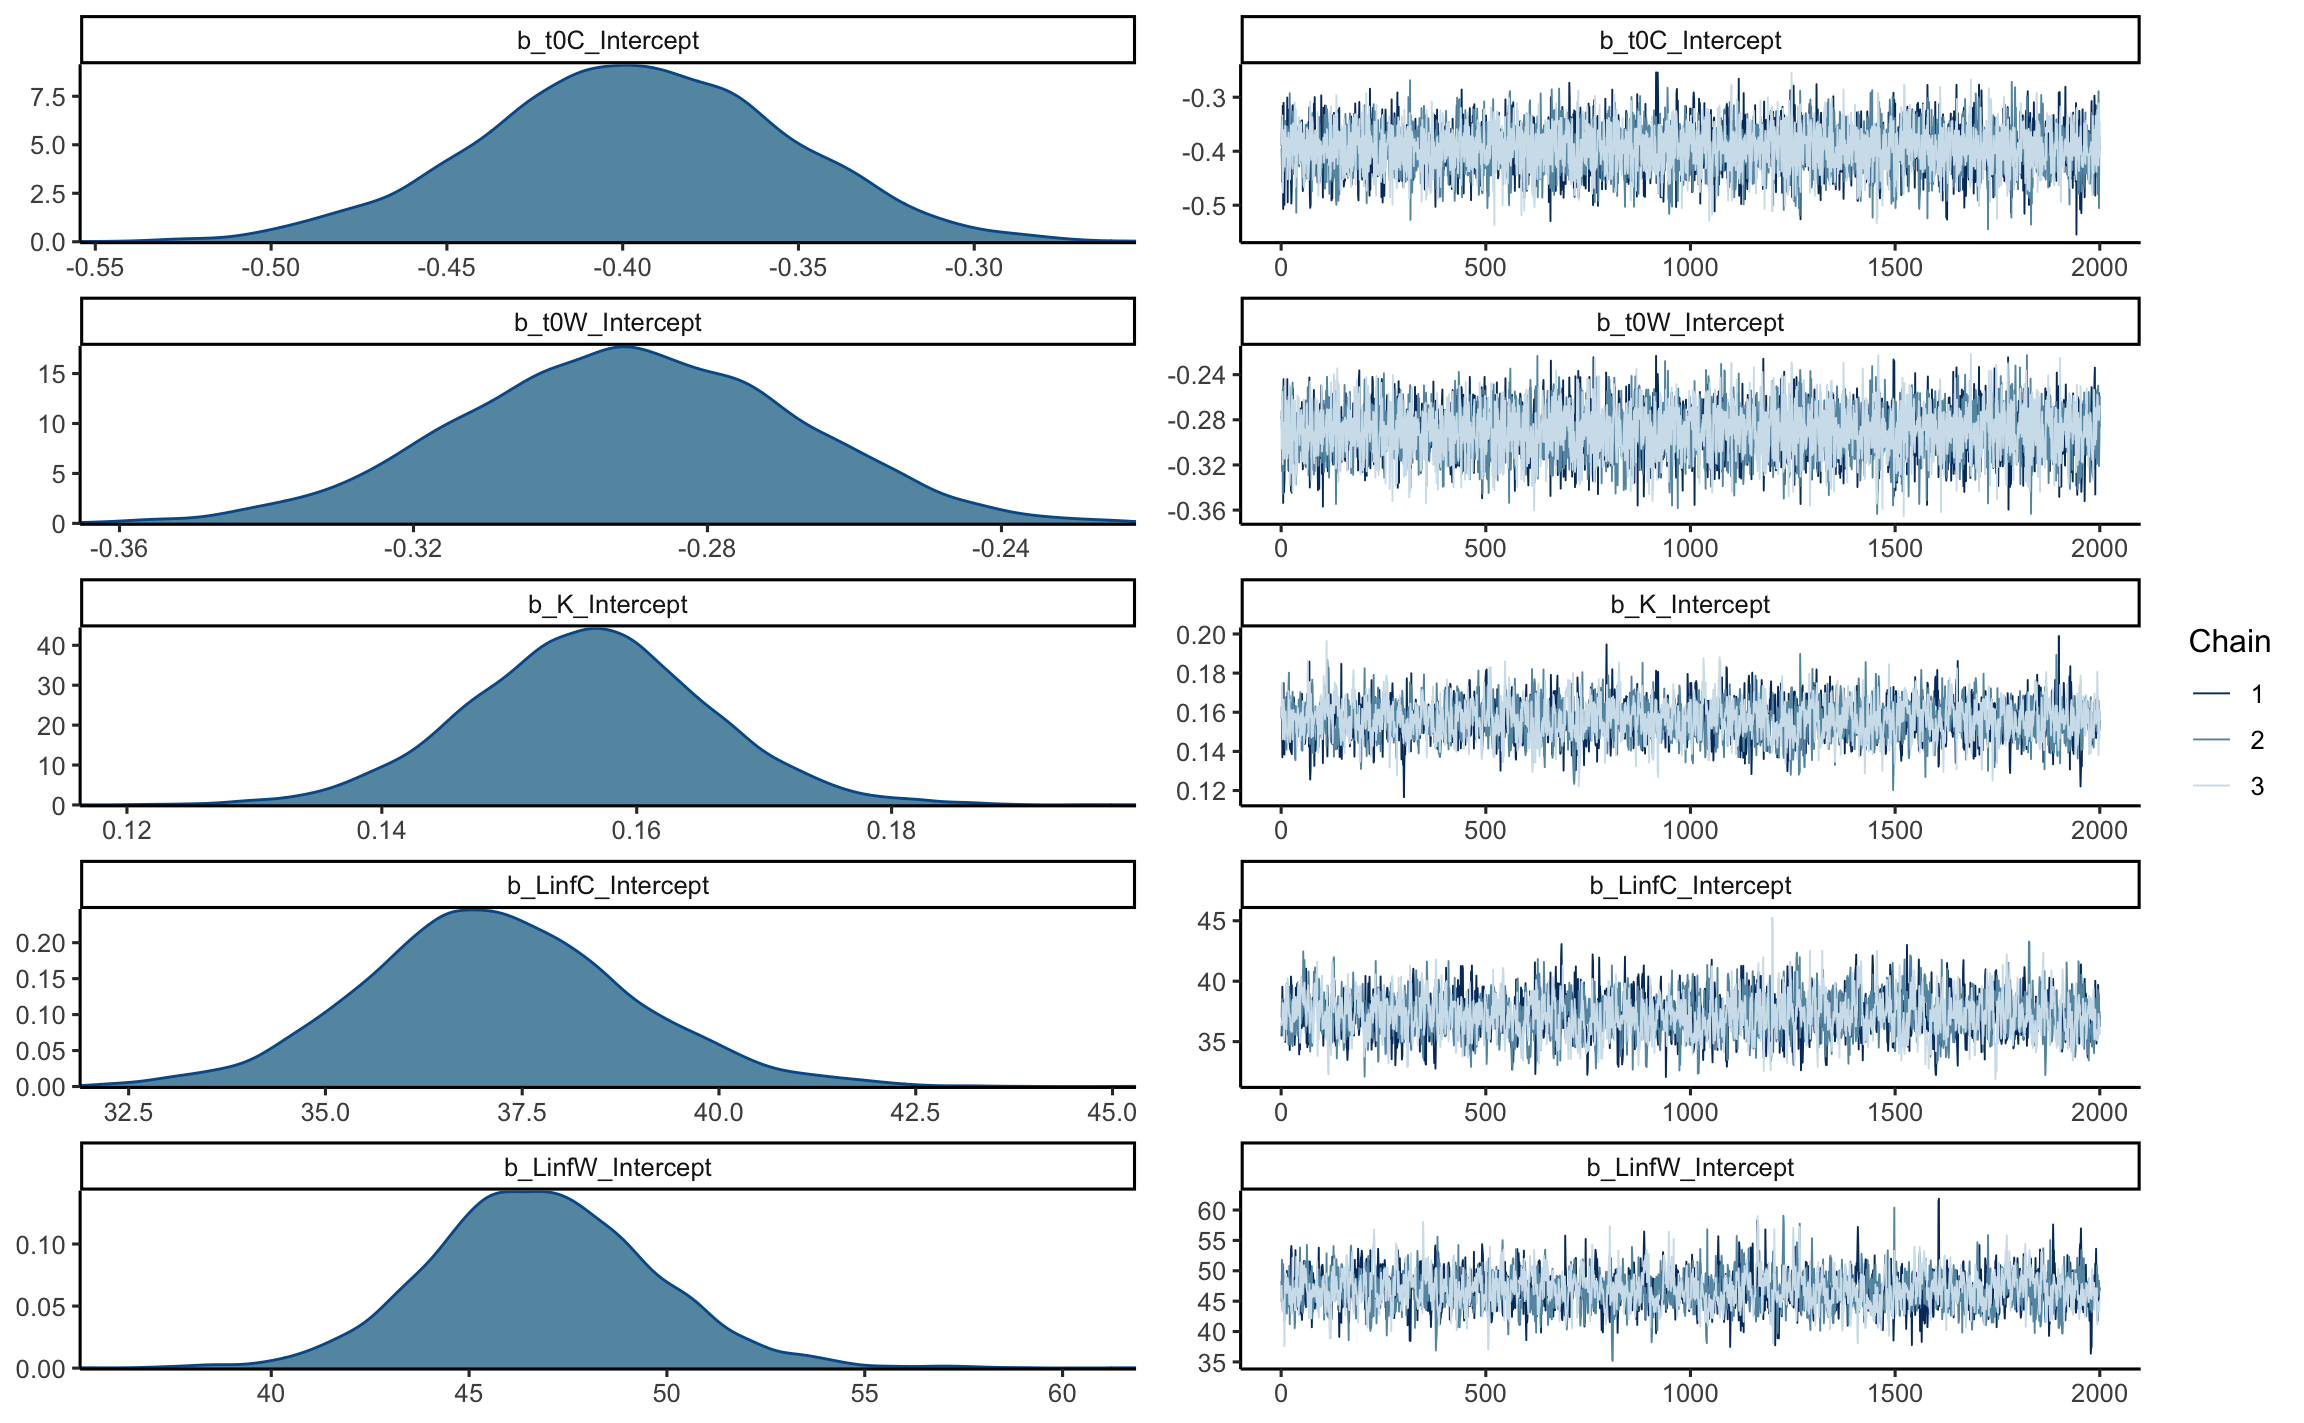 b_t0C_Intercept
7.5
5.0
2.5
0.0
-0.55 -0.50 -0.45 -0.40 -0.35 -0.30
b_t0C_Intercept
-0.3
-0.4
-0.5
0 500 1000 1500 2000
b_t0W_Intercept
15
10
5
0
-0.36 -0.32 -0.28 -0.24
b_t0W_Intercept
-0.24
-0.28
-0.32
-0.36
0 500 1000 1500 2000
b_K_Intercept
40
30
20
10
0
0.12 0.14 0.16 0.18
b_K_Intercept
0.20
0.18
0.16
0.14
0.12
0 500 1000 1500 2000
b_LinfC_Intercept
0.20
0.15
0.10
0.05
0.00
32.5 35.0 37.5 40.0 42.5 45.0
b_LinfC_Intercept
45
40
35
0 500 1000 1500 2000
b_LinfW_Intercept
0.10
0.05
0.00
40 45 50 55 60
b_LinfW_Intercept
60
55
50
45
40
35
0 500 1000 1500 2000
Chain
1
2
3